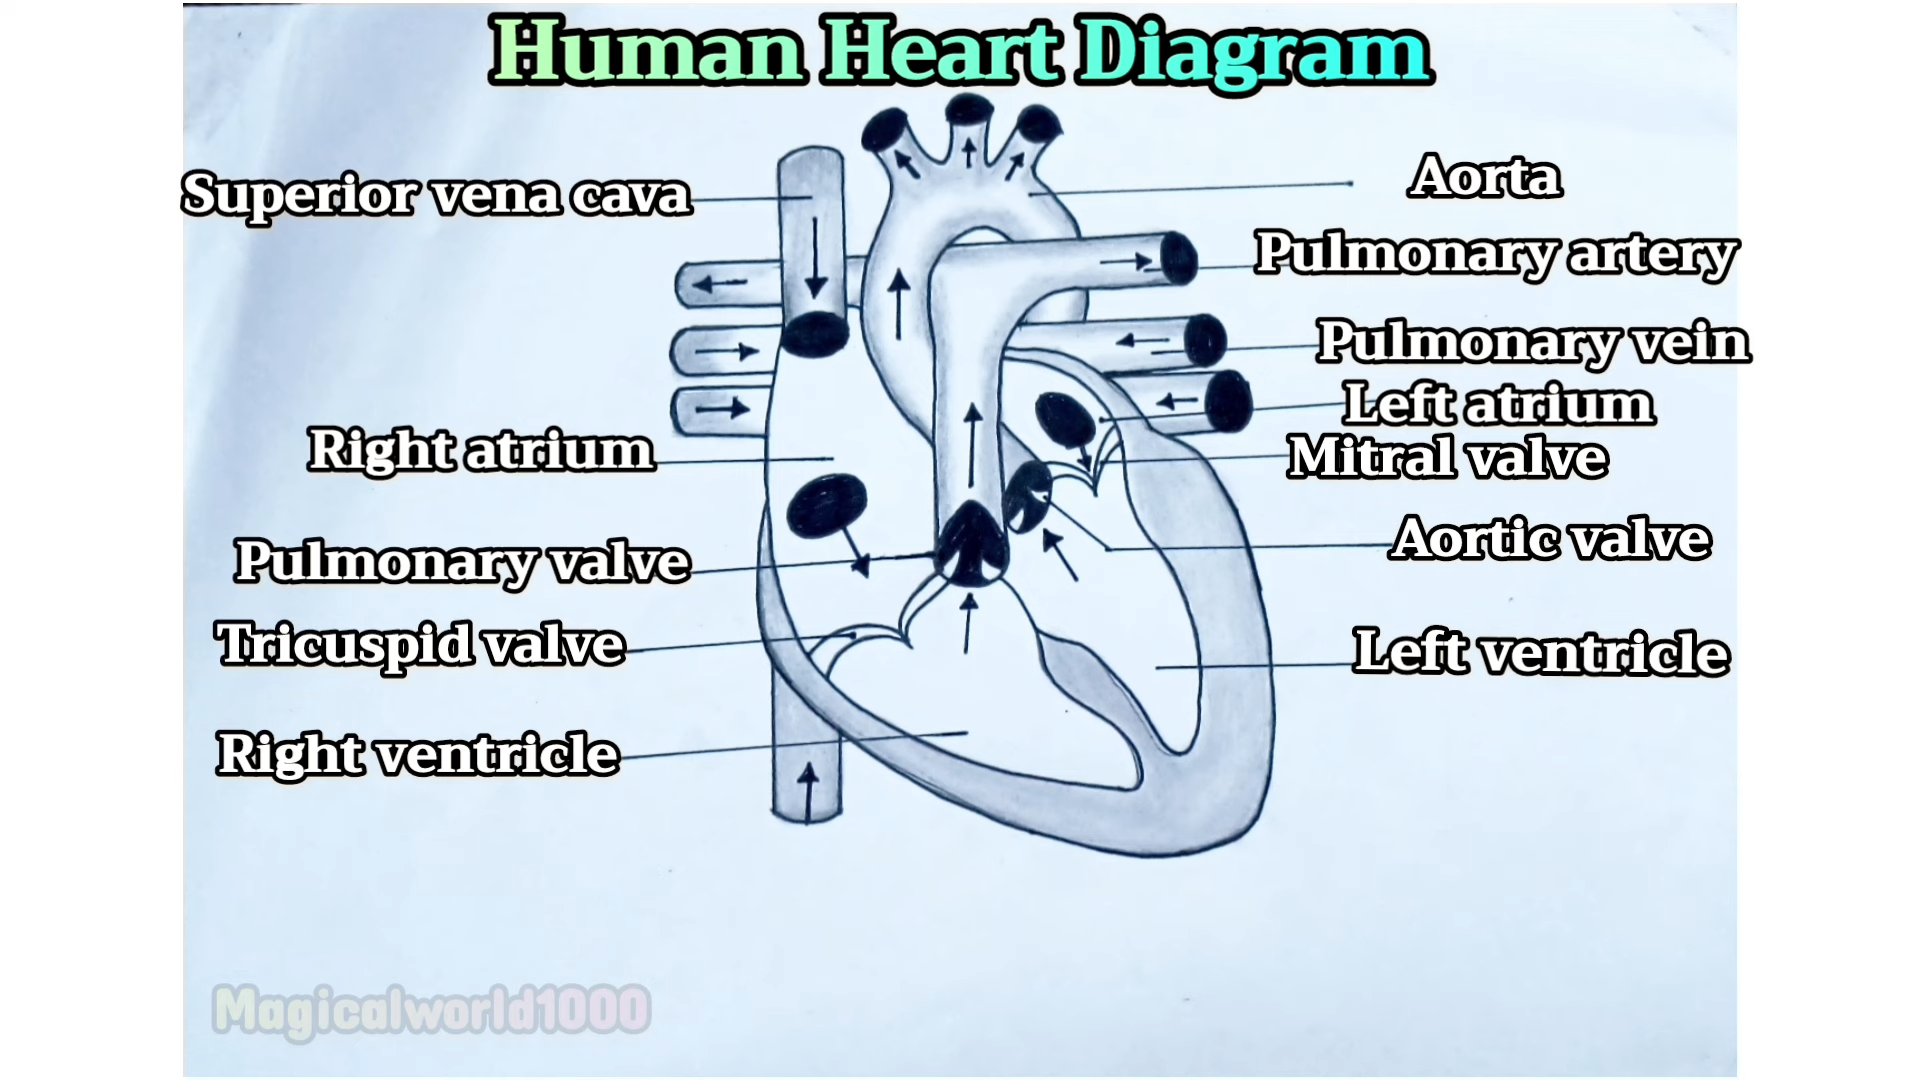 Human Heart Diagram
Superior vena cava
Right atrium
Pulmonary valve
Tricuspid valve
Right ventricle
Aorta
Pulmonary artery
Pulmonary vein
Left atrium
Mitral valve
Aortic valve
Left ventricle
Magicalworld1000